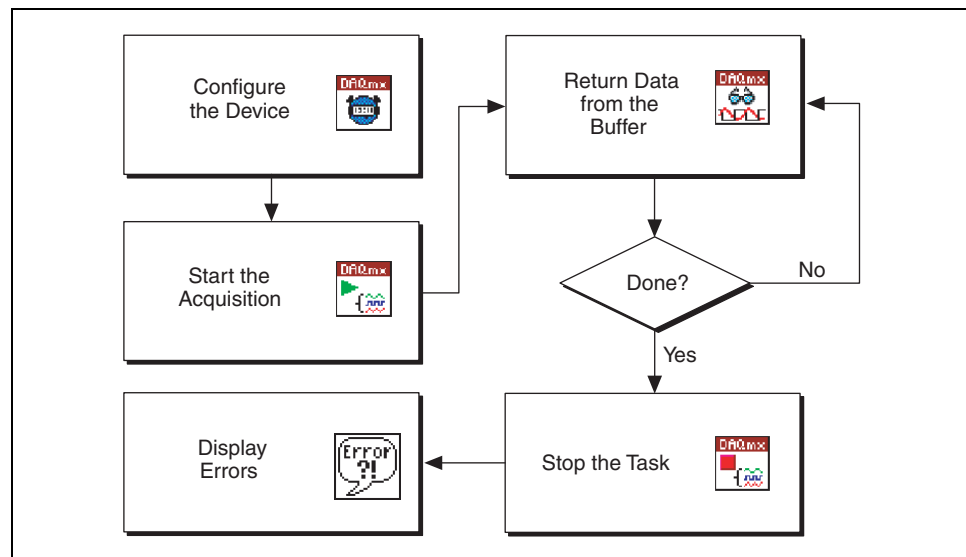 Configure
the Device
DAQmx
Start the
Acquisition
DAQmx
Return Data
from the
Buffer
DAQmx
Done?
No
Yes
Stop the Task
DAQmx
Display
Errors
Error
?!